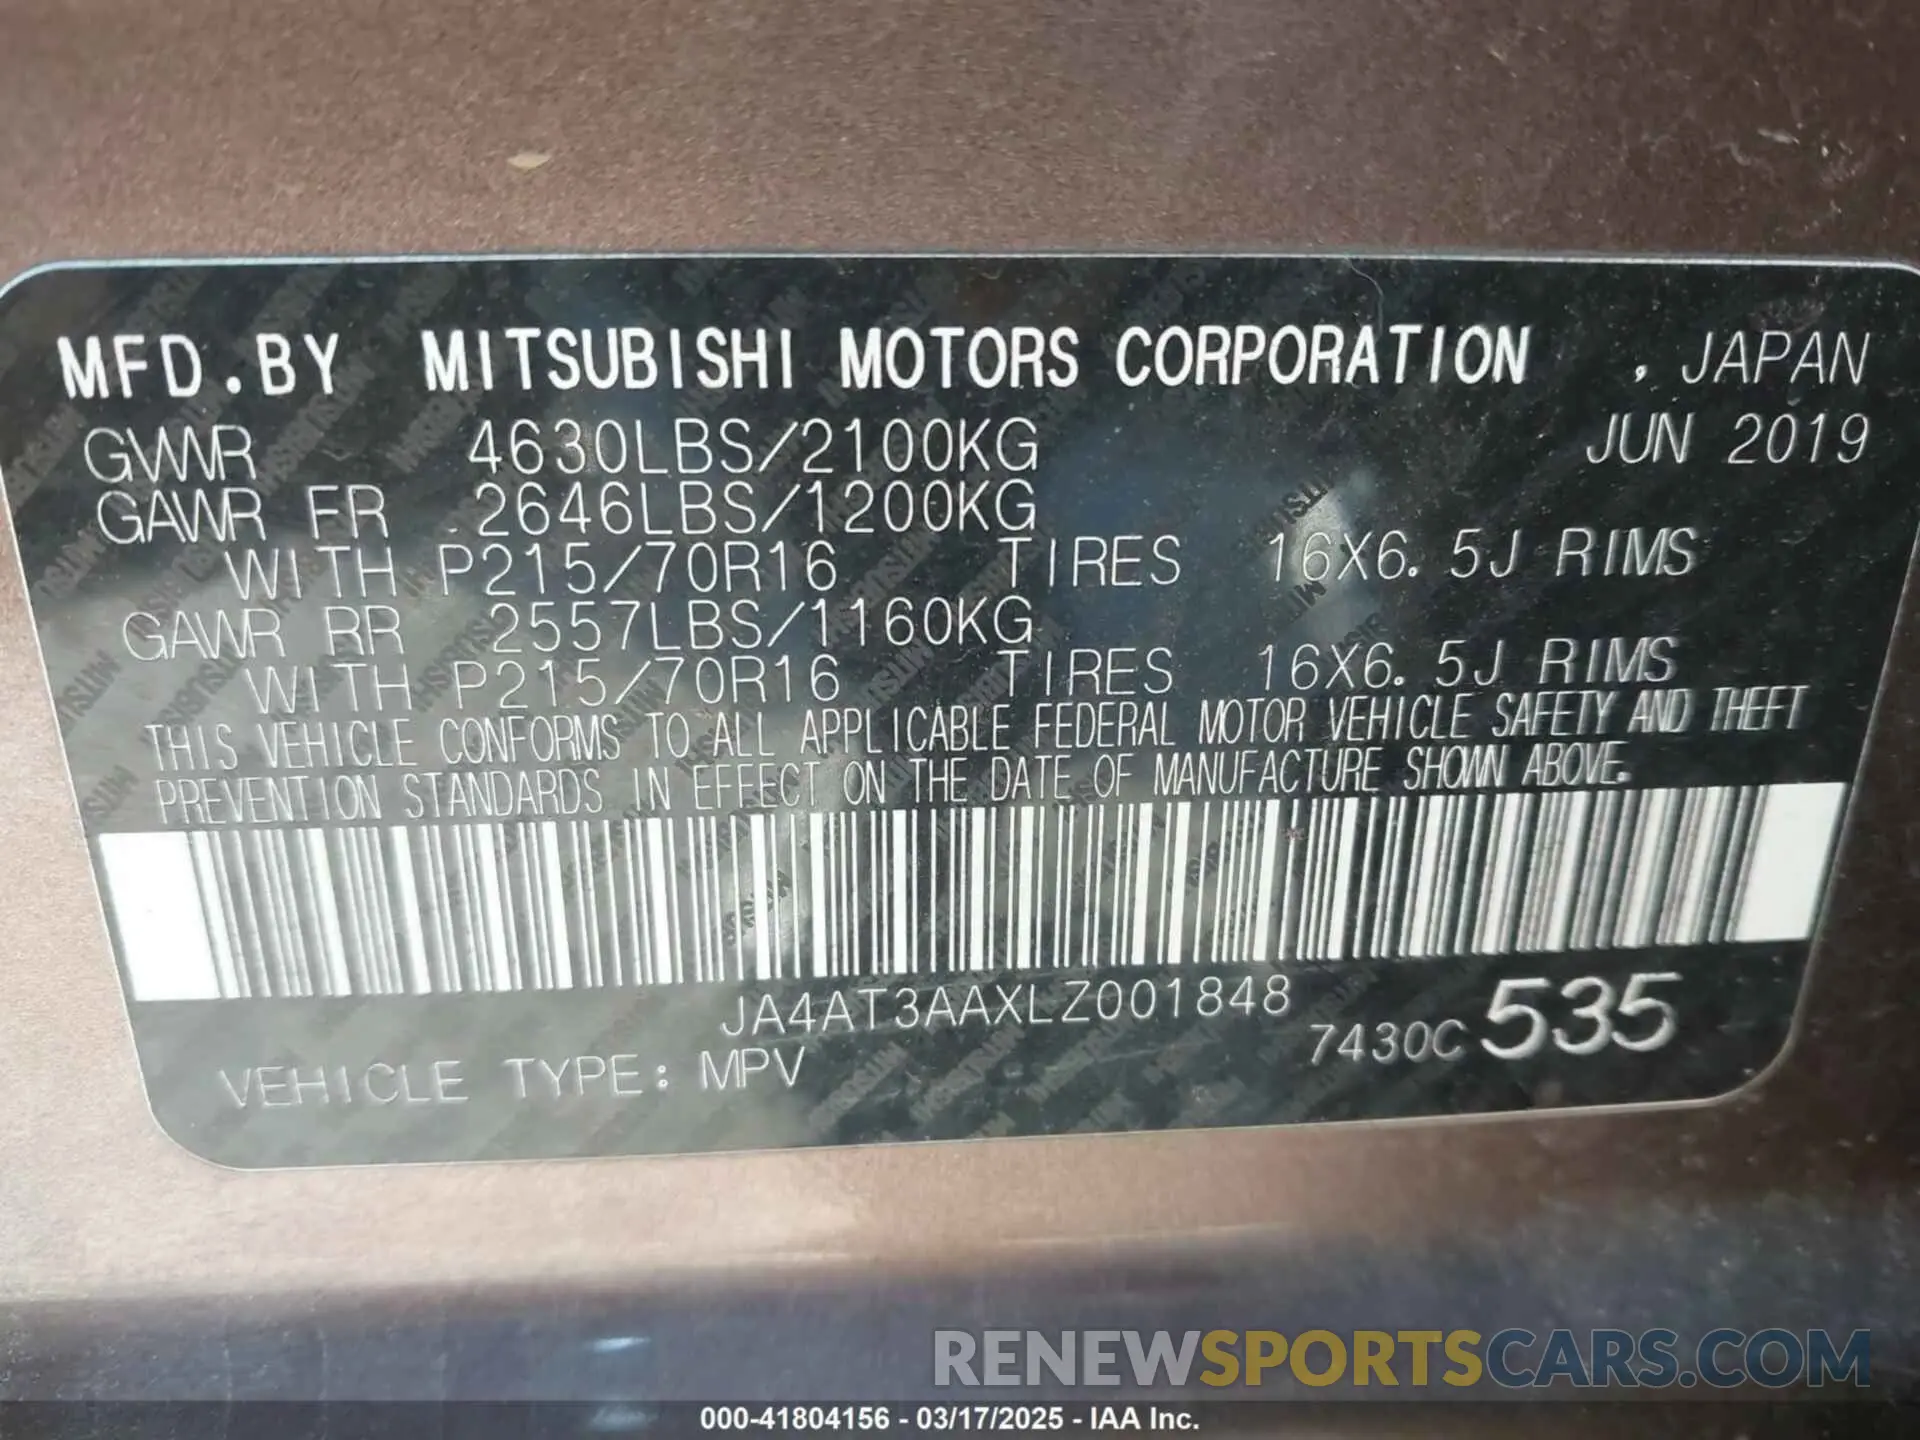 MFD.BY MITSUBISHI MOTORS CORPORATION , JAPAN
GVWR 4630LBS/2100KG JUN 2019
GAWR FR 2646LBS/1200KG
WITH P215/70R16 TIRES 16X6.5J RIMS
GAWR RR 2557LBS/1160KG
WITH P215/70R16 TIRES 16X6.5J RIMS
THIS VEHICLE CONFORMS TO ALL APPLICABLE FEDERAL MOTOR VEHICLE SAFETY AND THEFT
PREVENTION STANDARDS IN EFFECT ON THE DATE OF MANUFACTURE SHOWN ABOVE.
JA4AT3AAXLZ001848
7430C 535
VEHICLE TYPE: MPV
RENEWSPORTSCARS.COM
000-41804156 - 03/17/2025 - IAA Inc.